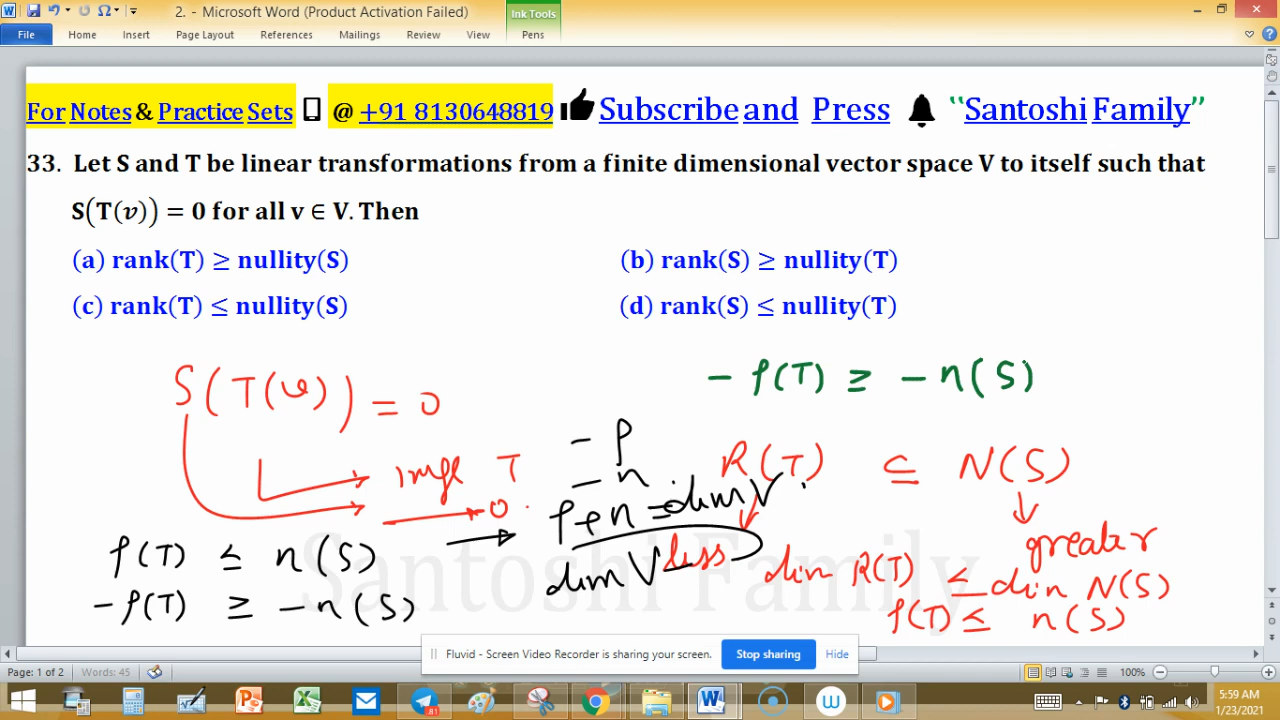 2. - Microsoft Word (Product Activation Failed)
Ink Tools
File Home Insert Page Layout References Mailings Review View Pens
For Notes & Practice Sets @ +91 8130648819 Subscribe and Press "Santoshi Family"
33. Let S and T be linear transformations from a finite dimensional vector space V to itself such that
S(T(v)) = 0 for all v ∈ V. Then
(a) rank(T) ≥ nullity(S) (b) rank(S) ≥ nullity(T)
(c) rank(T) ≤ nullity(S) (d) rank(S) ≤ nullity(T)
- ρ(T) ≥ - n(S)
S(T(v)) = 0
- ρ
R(T) ⊆ N(S)
imge T
- n
0
ρ+n = dim V
greater
ρ(T) ≤ n(S)
less
dim V
dim R(T) ≤ dim N(S)
-ρ(T) ≥ -n(S)
ρ(T) ≤ n(S)
Santoshi Family
Fluvid - Screen Video Recorder is sharing your screen. Stop sharing Hide
Page: 1 of 2 Words: 45 100%
81
5:59 AM
1/23/2021